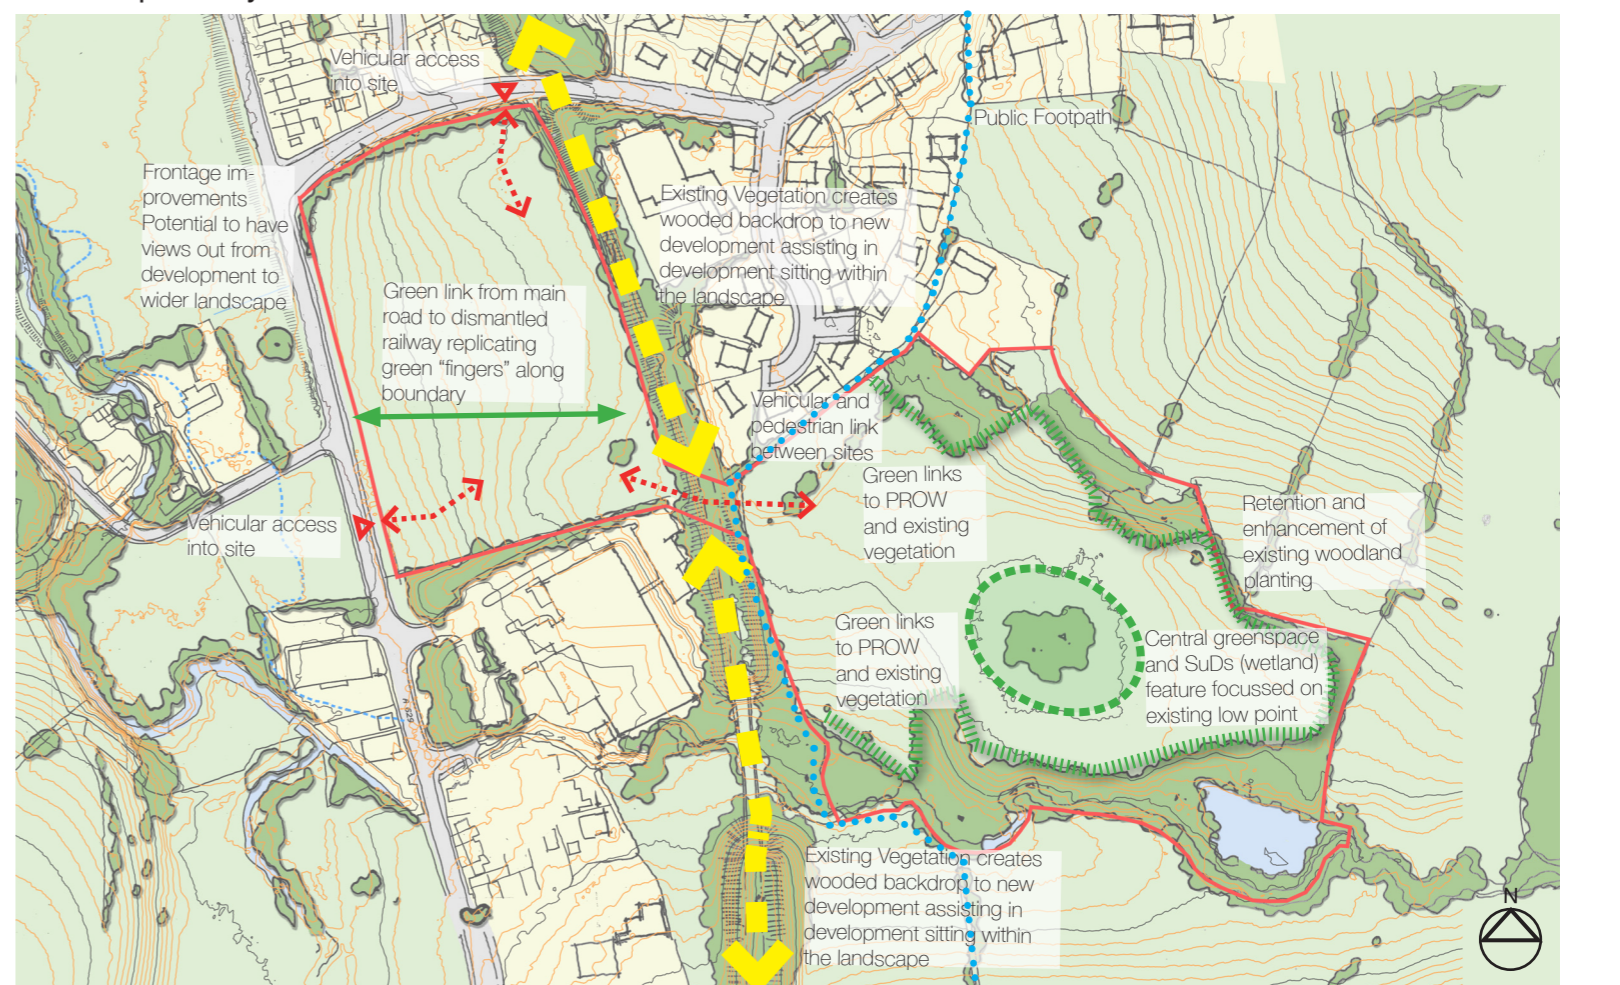 Vehicular access
into site
Public Footpath
Frontage im-
provements
Potential to have
views out from
development to
wider landscape
Existing Vegetation creates
wooded backdrop to new
development assisting in
development sitting within
the landscape
Green link from main
road to dismantled
railway replicating
green “fingers” along
boundary
Vehicular and
pedestrian link
between sites
Green links
to PROW
and existing
vegetation
Retention and
enhancement of
existing woodland
planting
Vehicular access
into site
Green links
to PROW
and existing
vegetation
Central greenspace
and SuDs (wetland)
feature focussed on
existing low point
Existing Vegetation creates
wooded backdrop to new
development assisting in
development sitting within
the landscape
N